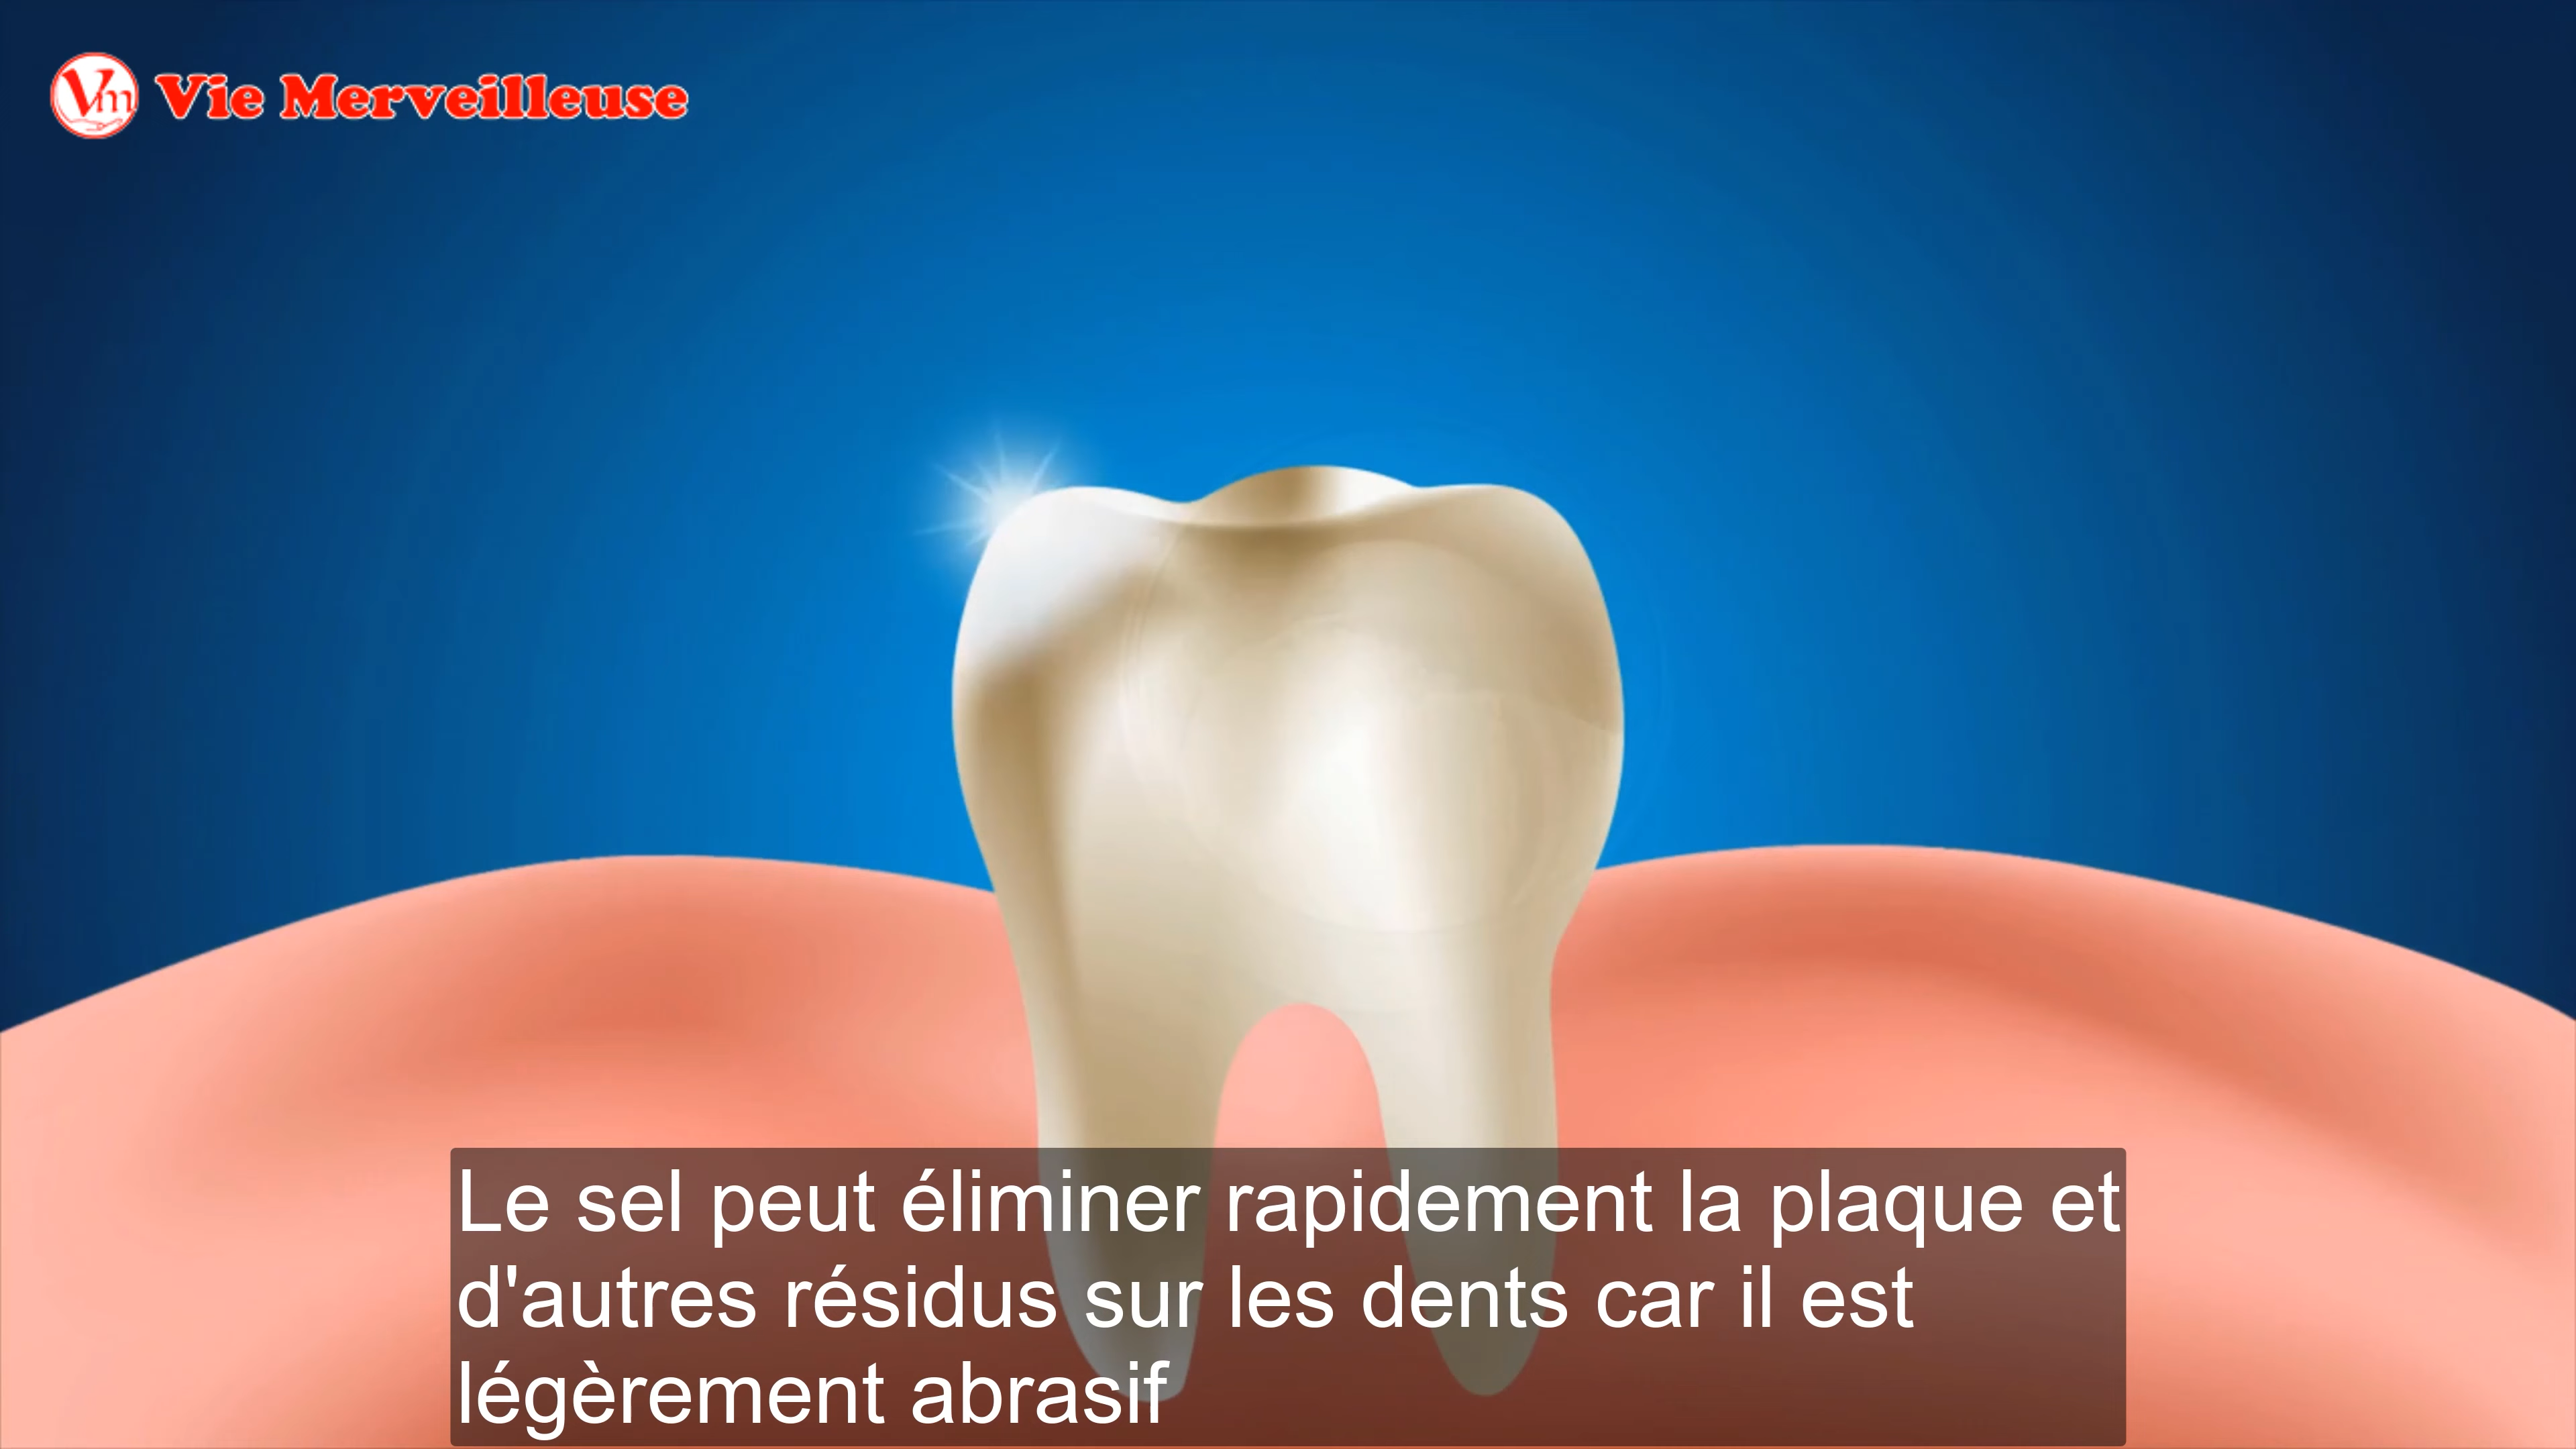 Vm Vie Merveilleuse
Le sel peut éliminer rapidement la plaque et
d'autres résidus sur les dents car il est
légèrement abrasif